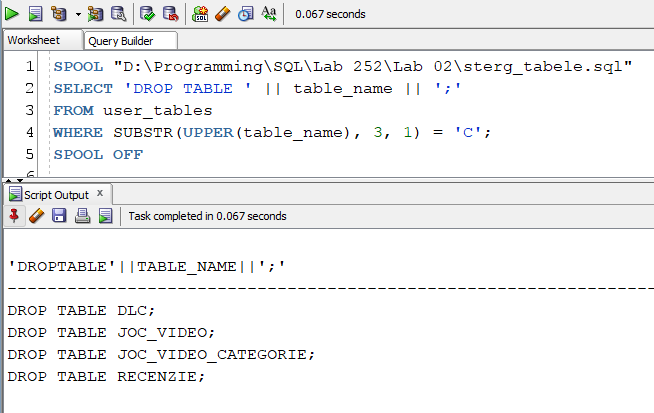 0.067 seconds
Worksheet Query Builder
1 SPOOL "D:\Programming\SQL\Lab 252\Lab 02\sterg_tabele.sql"
2 SELECT 'DROP TABLE ' || table_name || ';'
3 FROM user_tables
4 WHERE SUBSTR(UPPER(table_name), 3, 1) = 'C';
5 SPOOL OFF
6
Script Output x
Task completed in 0.067 seconds
'DROPTABLE'||TABLE_NAME||';'
--------------------------------------------------------------------------------
DROP TABLE DLC;
DROP TABLE JOC_VIDEO;
DROP TABLE JOC_VIDEO_CATEGORIE;
DROP TABLE RECENZIE;